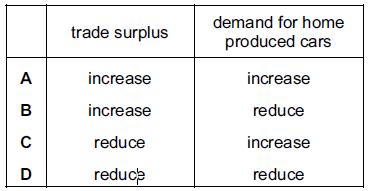 trade surplus demand for home produced cars
A increase increase
B increase reduce
C reduce increase
D reduce reduce